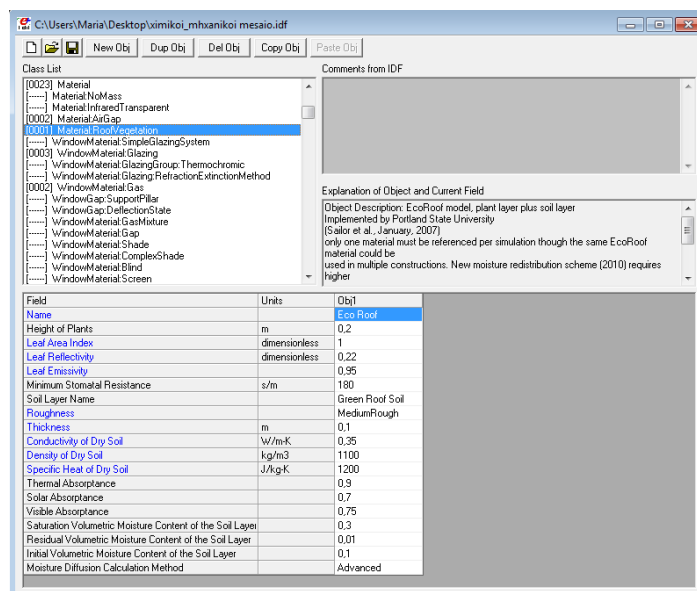 C:\Users\Maria\Desktop\ximikoi_mhxanikoi mesaio.idf
New Obj Dup Obj Del Obj Copy Obj Paste Obj
Class List
Comments from IDF
[0023] Material
[------] Material:NoMass
[------] Material:InfraredTransparent
[0002] Material:AirGap
[0001] Material:RoofVegetation
[------] WindowMaterial:SimpleGlazingSystem
[0003] WindowMaterial:Glazing
[------] WindowMaterial:GlazingGroup:Thermochromic
[------] WindowMaterial:Glazing:RefractionExtinctionMethod
[0002] WindowMaterial:Gas
[------] WindowGap:SupportPillar
[------] WindowGap:DeflectionState
[------] WindowMaterial:GasMixture
[------] WindowMaterial:Gap
[------] WindowMaterial:Shade
[------] WindowMaterial:ComplexShade
[------] WindowMaterial:Blind
[------] WindowMaterial:Screen
Explanation of Object and Current Field
Object Description: EcoRoof model, plant layer plus soil layer
Implemented by Portland State University
(Sailor et al., January, 2007)
only one material must be referenced per simulation though the same EcoRoof
material could be
used in multiple constructions. New moisture redistribution scheme (2010) requires
higher
Field Units Obj1
Name Eco Roof
Height of Plants m 0,2
Leaf Area Index dimensionless 1
Leaf Reflectivity dimensionless 0,22
Leaf Emissivity 0,95
Minimum Stomatal Resistance s/m 180
Soil Layer Name Green Roof Soil
Roughness MediumRough
Thickness m 0,1
Conductivity of Dry Soil W/m-K 0,35
Density of Dry Soil kg/m3 1100
Specific Heat of Dry Soil J/kg-K 1200
Thermal Absorptance 0,9
Solar Absorptance 0,7
Visible Absorptance 0,75
Saturation Volumetric Moisture Content of the Soil Layer 0,3
Residual Volumetric Moisture Content of the Soil Layer 0,01
Initial Volumetric Moisture Content of the Soil Layer 0,1
Moisture Diffusion Calculation Method Advanced